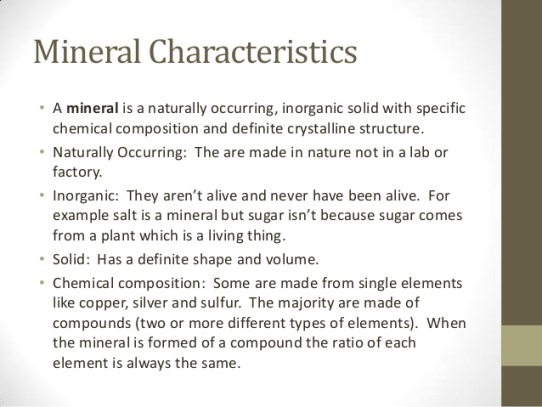 Mineral Characteristics
• A mineral is a naturally occurring, inorganic solid with specific
chemical composition and definite crystalline structure.
• Naturally Occurring:  The are made in nature not in a lab or
factory.
• Inorganic:  They aren’t alive and never have been alive.  For
example salt is a mineral but sugar isn’t because sugar comes
from a plant which is a living thing.
• Solid:  Has a definite shape and volume.
• Chemical composition:  Some are made from single elements
like copper, silver and sulfur.  The majority are made of
compounds (two or more different types of elements).  When
the mineral is formed of a compound the ratio of each
element is always the same.